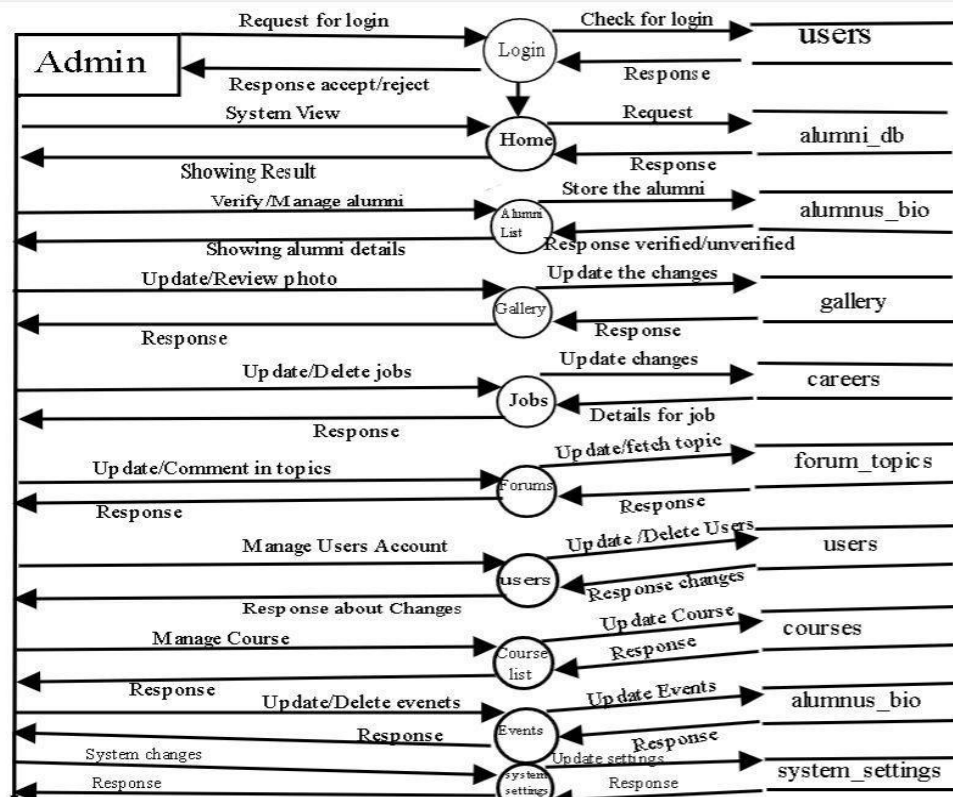 Request for login
Check for login
users
Admin
Login
Response accept/reject
Response
System View
Request
Home
alumni_db
Showing Result
Response
Verify/Manage alumni
Store the alumni
Alumni
List
alumnus_bio
Showing alumni details
Response verified/unverified
Update/Review photo
Update the changes
Gallery
gallery
Response
Response
Update/Delete jobs
Update changes
Jobs
careers
Response
Details for job
Update/Comment in topics
Update/fetch topic
Forums
forum_topics
Response
Response
Manage Users Account
Update /Delete Users
users
users
Response about Changes
Response changes
Manage Course
Update Course
Course
list
courses
Response
Response
Update/Delete evenets
Update Events
Events
alumnus_bio
Response
Response
System changes
Update settings
system
settings
system_settings
Response
Response